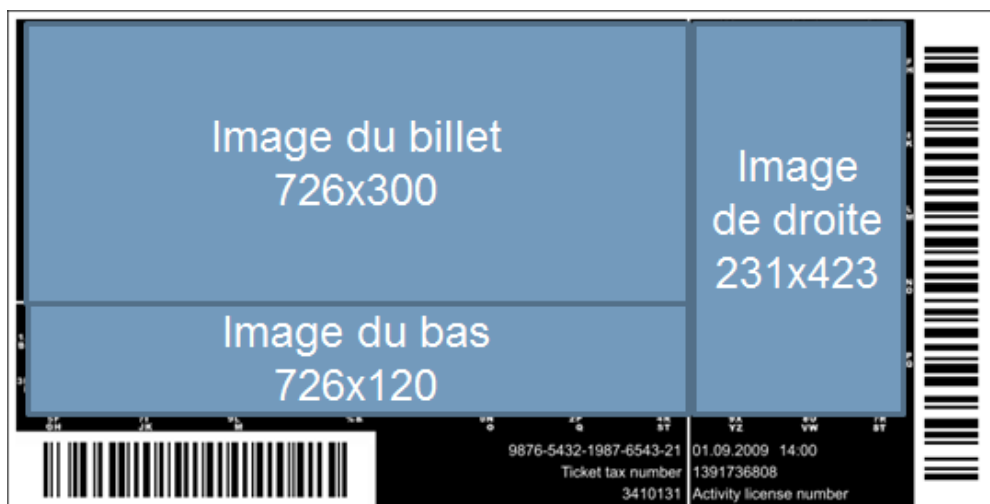 Image du billet
726x300
Image
de droite
231x423
Image du bas
726x120
9876-5432-1987-6543-21 01.09.2009 14:00
Ticket tax number 1391736808
3410131 Activity license number